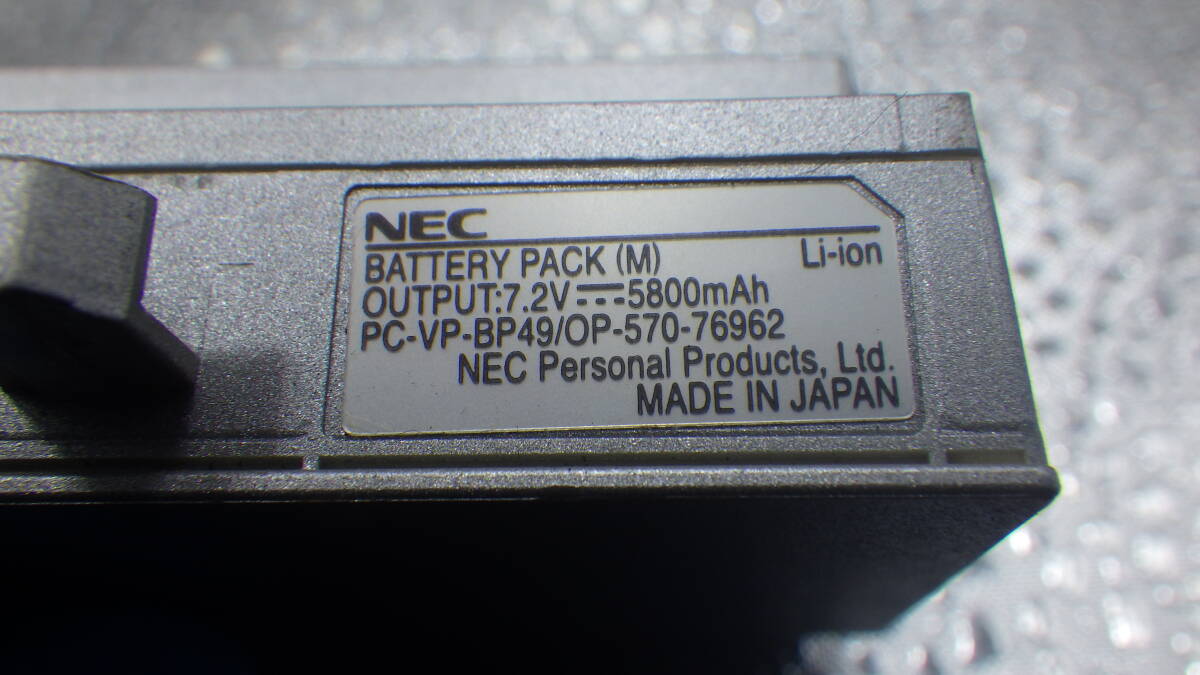 NEC
BATTERY PACK (M) Li-ion
OUTPUT:7.2V⎓5800mAh
PC-VP-BP49/OP-570-76962
NEC Personal Products, Ltd.
MADE IN JAPAN